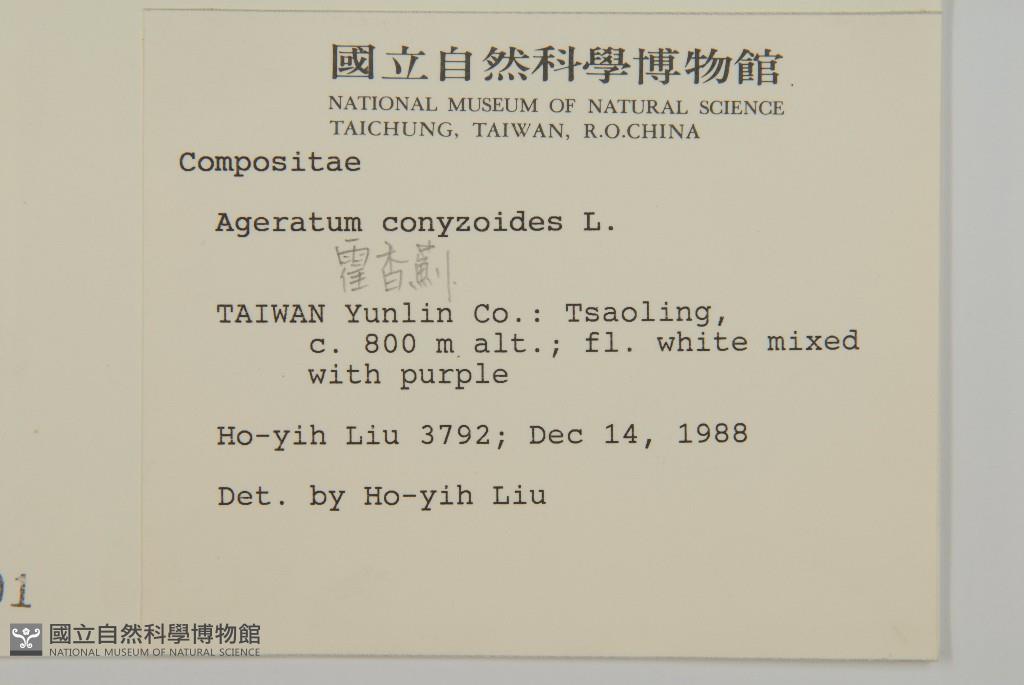 國立自然科學博物館
NATIONAL MUSEUM OF NATURAL SCIENCE
TAICHUNG, TAIWAN, R.O.CHINA
Compositae
Ageratum conyzoides L.
霍香薊
TAIWAN Yunlin Co.: Tsaoling,
c. 800 m alt.; fl. white mixed
with purple
Ho-yih Liu 3792; Dec 14, 1988
Det. by Ho-yih Liu
國立自然科學博物館
NATIONAL MUSEUM OF NATURAL SCIENCE